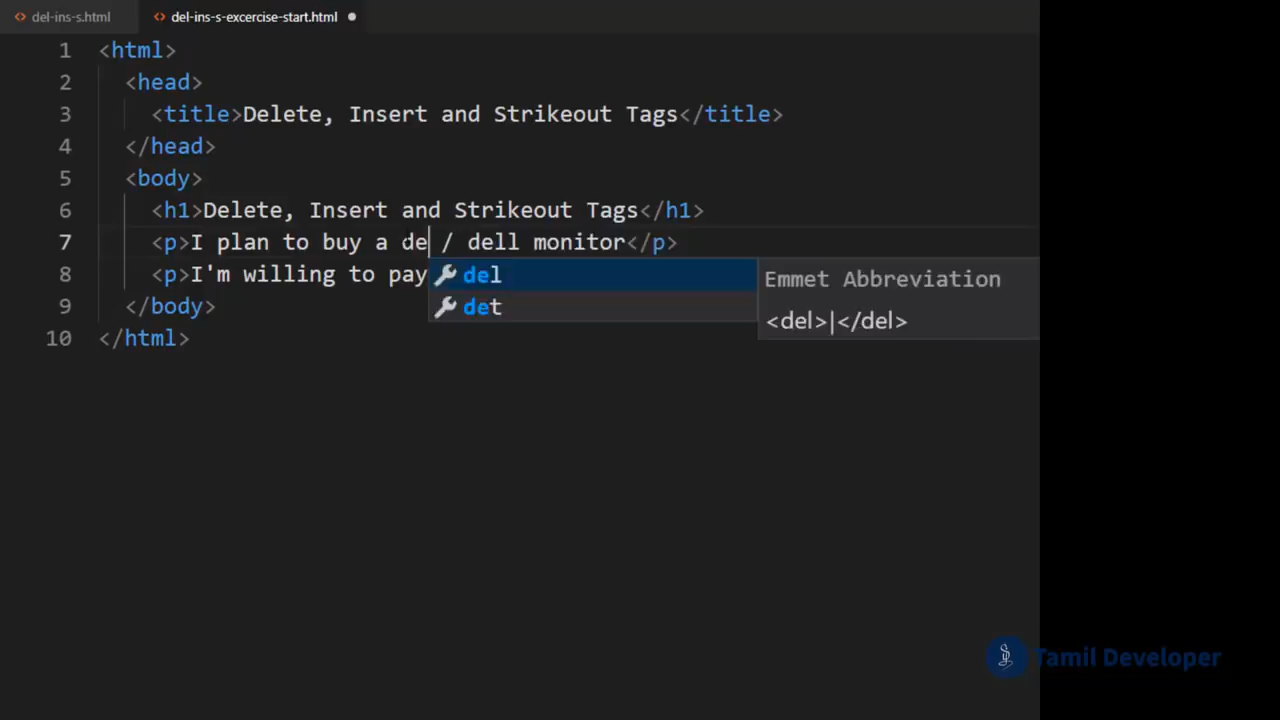 del-ins-s.html
del-ins-s-excercise-start.html
1 <html>
2 <head>
3 <title>Delete, Insert and Strikeout Tags</title>
4 </head>
5 <body>
6 <h1>Delete, Insert and Strikeout Tags</h1>
7 <p>I plan to buy a de / dell monitor</p>
8 <p>I'm willing to pay
del
det
Emmet Abbreviation
<del>|</del>
9 </body>
10 </html>
Tamil Developer